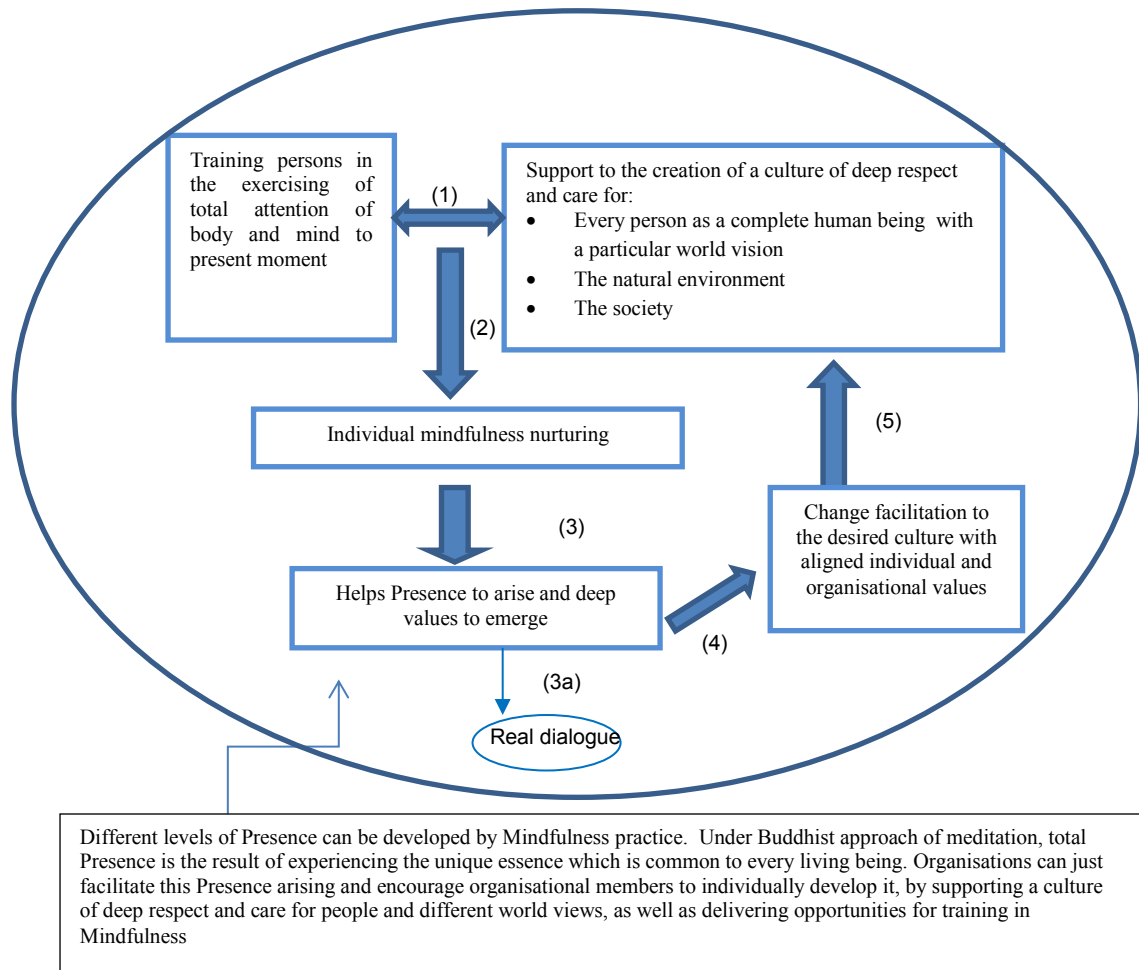 Training persons in
the exercising of
total attention of
body and mind to
present moment
(1)
Support to the creation of a culture of deep respect
and care for:
• Every person as a complete human being with
a particular world vision
• The natural environment
• The society
(2)
Individual mindfulness nurturing
(5)
(3)
Change facilitation to
the desired culture with
aligned individual and
organisational values
Helps Presence to arise and deep
values to emerge
(4)
(3a)
Real dialogue
Different levels of Presence can be developed by Mindfulness practice. Under Buddhist approach of meditation, total
Presence is the result of experiencing the unique essence which is common to every living being. Organisations can just
facilitate this Presence arising and encourage organisational members to individually develop it, by supporting a culture
of deep respect and care for people and different world views, as well as delivering opportunities for training in
Mindfulness